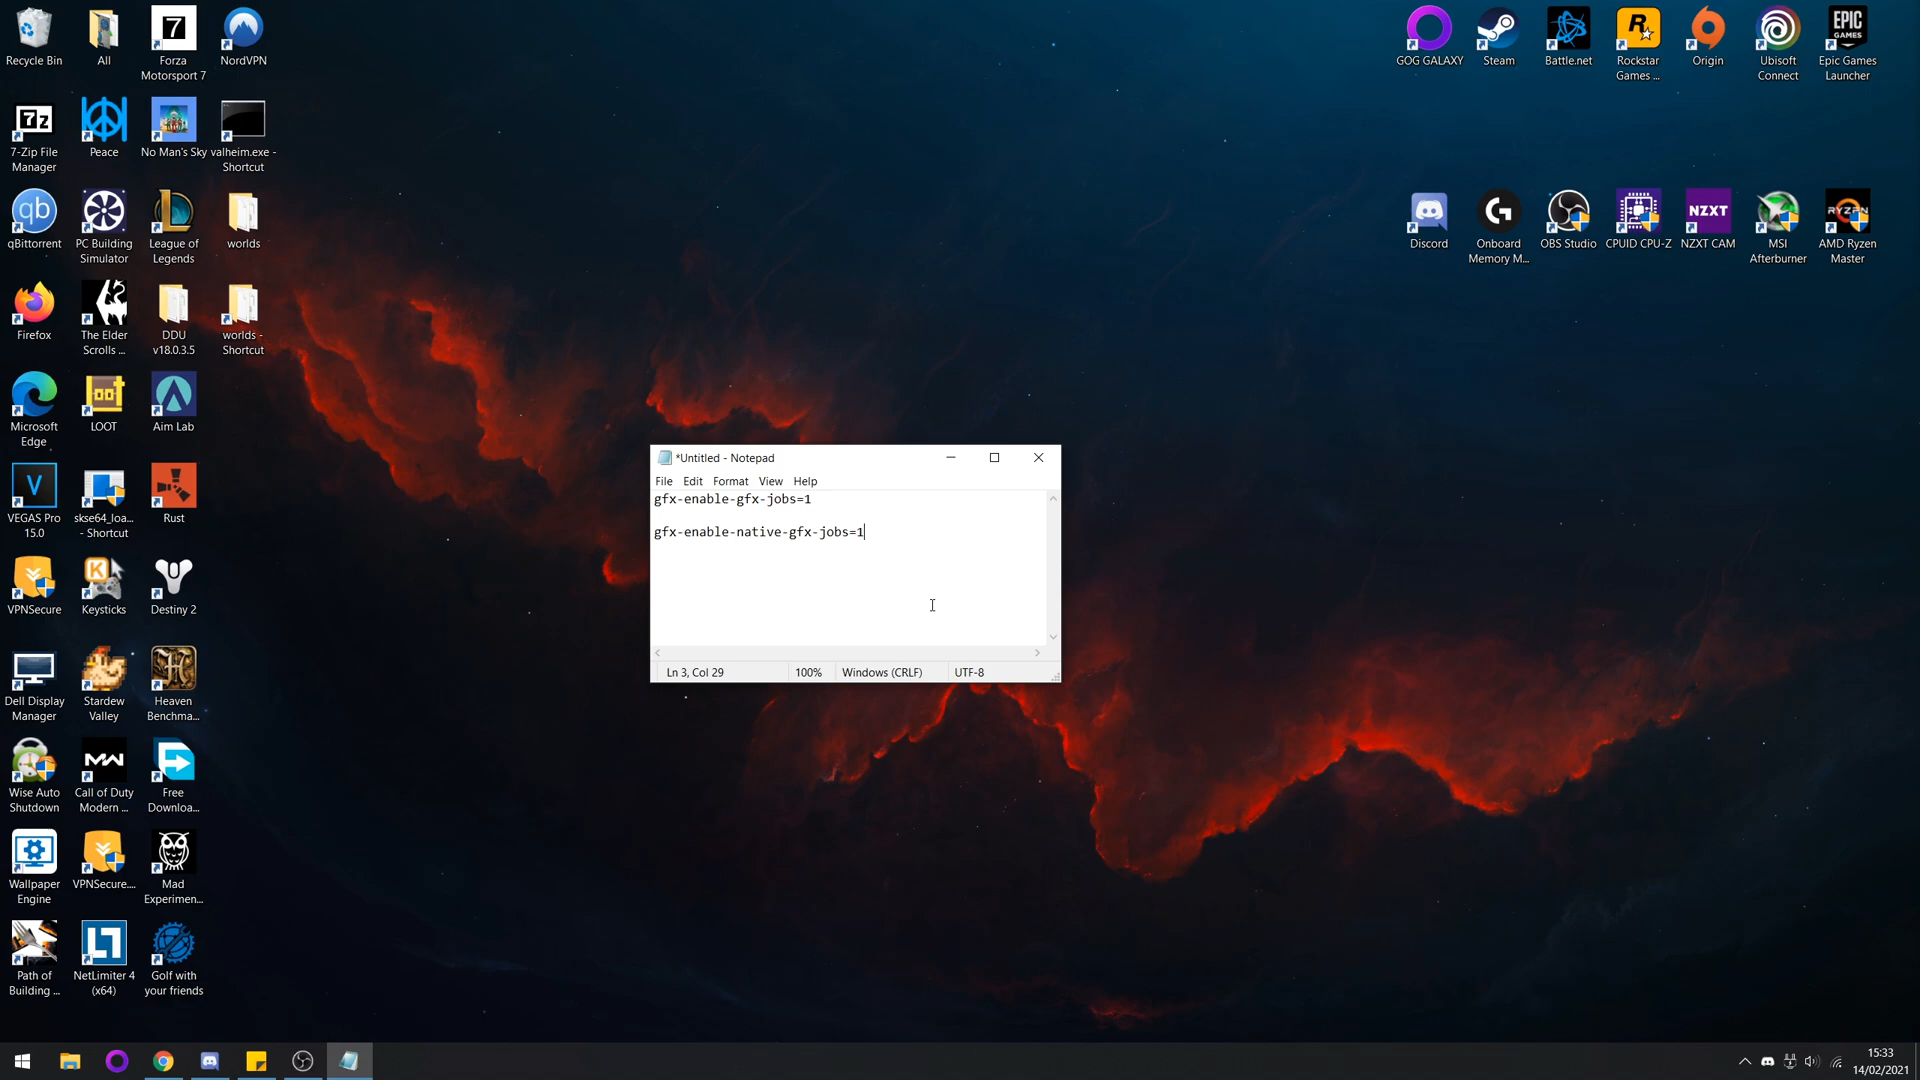 Recycle Bin
All
Forza
Motorsport 7
NordVPN
GOG GALAXY
Steam
Battle.net
Rockstar
Games ...
Origin
Ubisoft
Connect
EPIC
GAMES
Epic Games
Launcher
7-Zip File
Manager
Peace
No Man's Sky
valheim.exe -
Shortcut
qBittorrent
PC Building
Simulator
League of
Legends
worlds
Discord
Onboard
Memory M...
OBS Studio
CPUID CPU-Z
NZXT
NZXT CAM
MSI
Afterburner
RYZEN
AMD Ryzen
Master
Firefox
The Elder
Scrolls ...
DDU
v18.0.3.5
worlds -
Shortcut
Microsoft
Edge
LOOT
Aim Lab
*Untitled - Notepad
File Edit Format View Help
gfx-enable-gfx-jobs=1
gfx-enable-native-gfx-jobs=1
Ln 3, Col 29
100%
Windows (CRLF)
UTF-8
VEGAS Pro
15.0
skse64_loa...
- Shortcut
Rust
VPNSecure
Keysticks
Destiny 2
Dell Display
Manager
Stardew
Valley
Heaven
Benchma...
Wise Auto
Shutdown
Call of Duty
Modern ...
Free
Downloa...
Wallpaper
Engine
VPNSecure....
Mad
Experimen...
Path of
Building ...
NetLimiter 4
(x64)
Golf with
your friends
15:33
14/02/2021